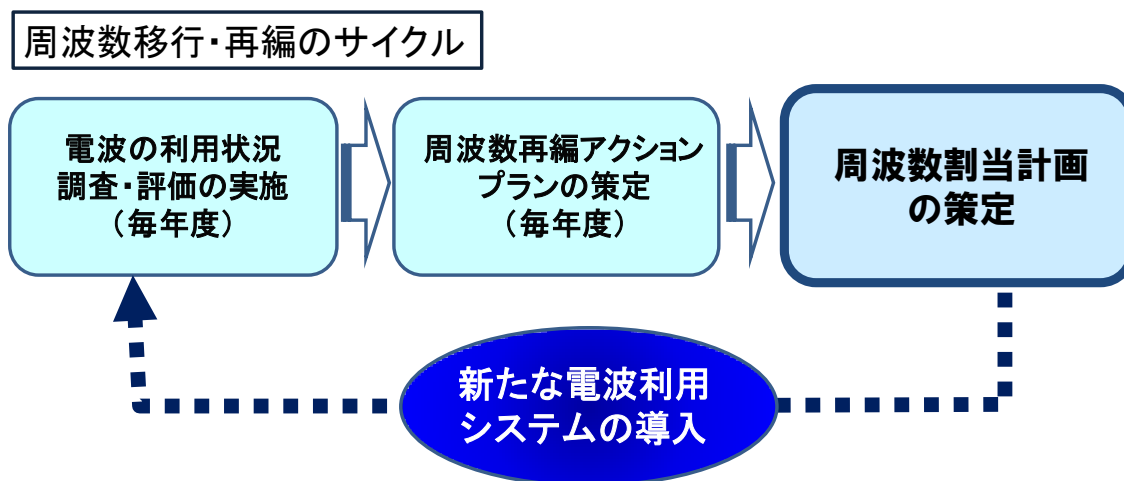 周波数移行・再編のサイクル
電波の利用状況
調査・評価の実施
（毎年度）
周波数再編アクション
プランの策定
（毎年度）
周波数割当計画
の策定
新たな電波利用
システムの導入